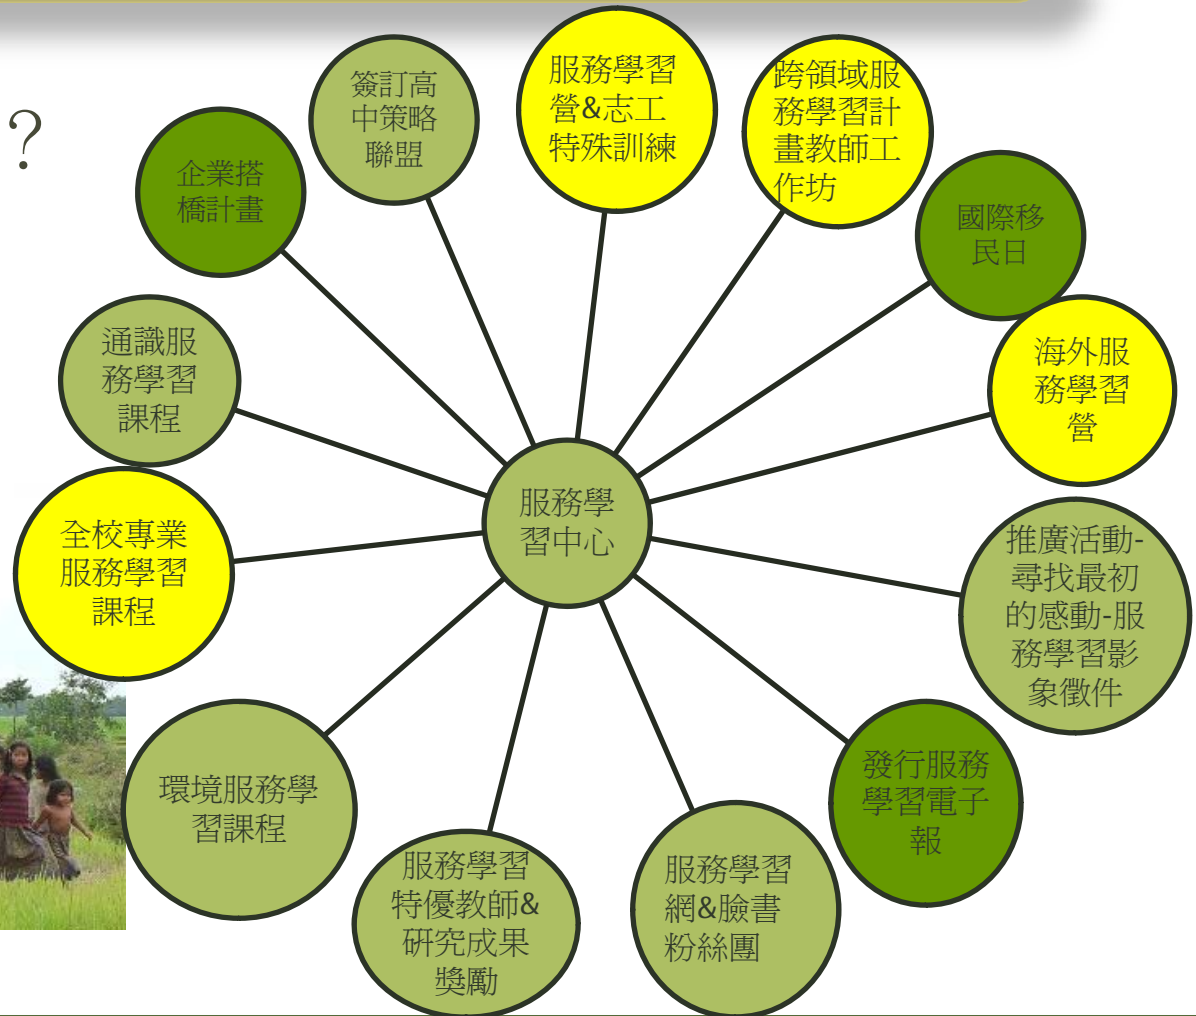 ？
服務學習
營&志工
特殊訓練
跨領域服
務學習計
畫教師工
作坊
國際移
民日
海外服
務學習
營
推廣活動-
尋找最初
的感動-服
務學習影
象徵件
發行服務
學習電子
報
服務學習
網&臉書
粉絲團
服務學習
特優教師&
研究成果
獎勵
環境服務學
習課程
全校專業
服務學習
課程
通識服
務學習
課程
企業搭
橋計畫
簽訂高
中策略
聯盟
服務學
習中心